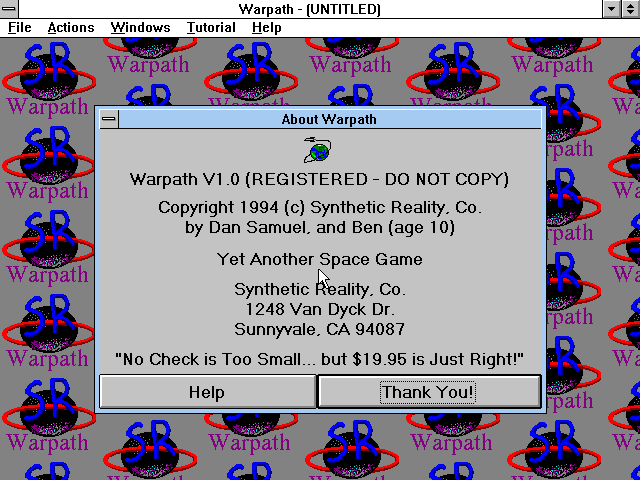 Warpath - (UNTITLED)
File Actions Windows Tutorial Help
SR
Warpath
About Warpath
Warpath V1.0 (REGISTERED - DO NOT COPY)
Copyright 1994 (c) Synthetic Reality, Co.
by Dan Samuel, and Ben (age 10)
Yet Another Space Game
Synthetic Reality, Co.
1248 Van Dyck Dr.
Sunnyvale, CA 94087
"No Check is Too Small... but $19.95 is Just Right!"
Help Thank You!